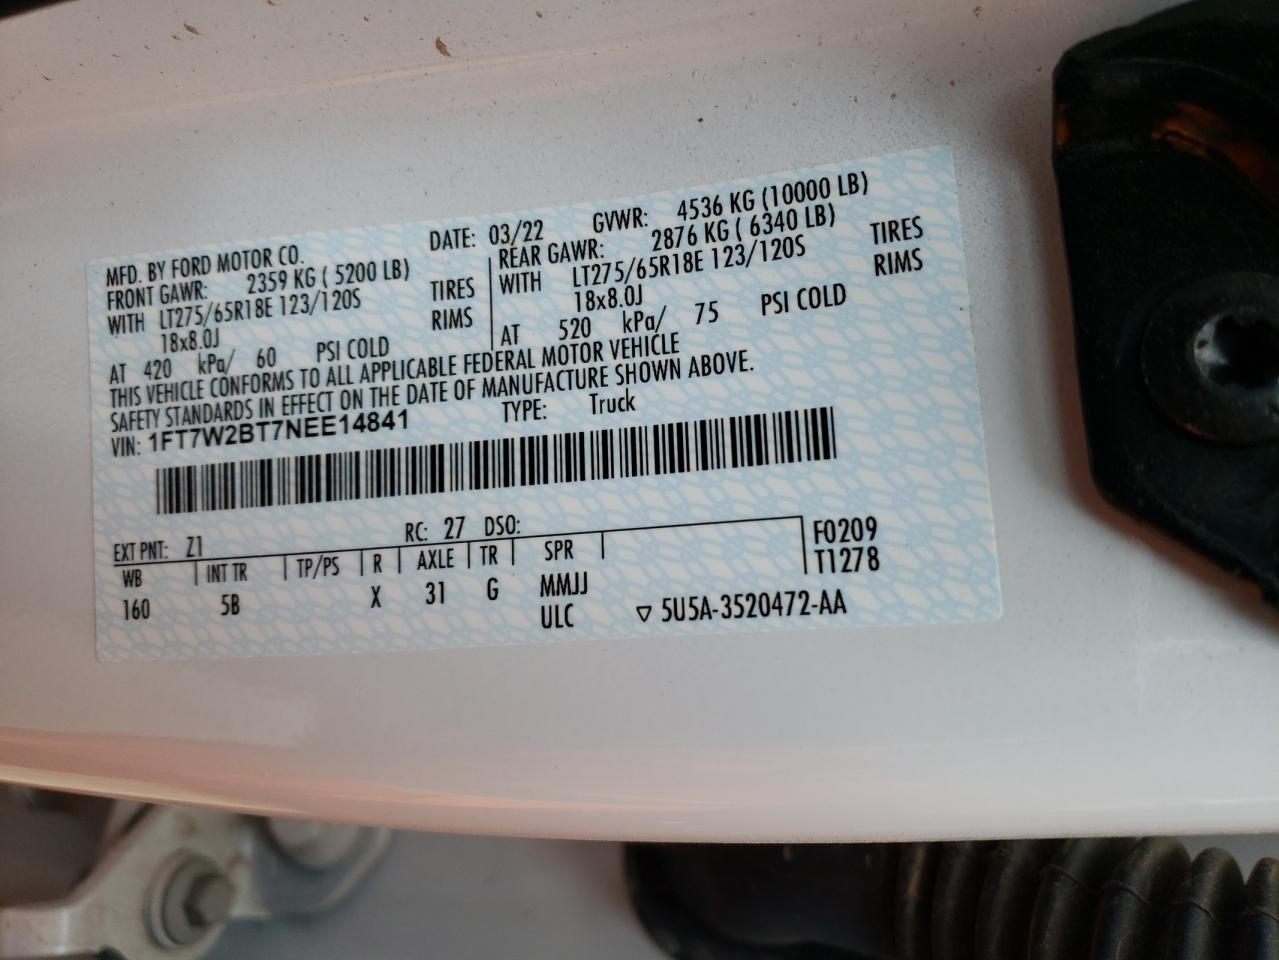 MFD. BY FORD MOTOR CO. DATE: 03/22 GVWR: 4536 KG (10000 LB)
FRONT GAWR: 2359 KG ( 5200 LB) REAR GAWR: 2876 KG ( 6340 LB)
WITH LT275/65R18E 123/120S TIRES WITH LT275/65R18E 123/120S TIRES
18x8.0J RIMS 18x8.0J RIMS
AT 420 kPa/ 60 PSI COLD AT 520 kPa/ 75 PSI COLD
THIS VEHICLE CONFORMS TO ALL APPLICABLE FEDERAL MOTOR VEHICLE
SAFETY STANDARDS IN EFFECT ON THE DATE OF MANUFACTURE SHOWN ABOVE.
VIN: 1FT7W2BT7NEE14841 TYPE: Truck
EXT PNT: Z1 RC: 27 DSO: F0209
WB INT TR TP/PS R AXLE TR SPR T1278
160 5B X 31 G MMJJ
ULC ▽ 5U5A-3520472-AA